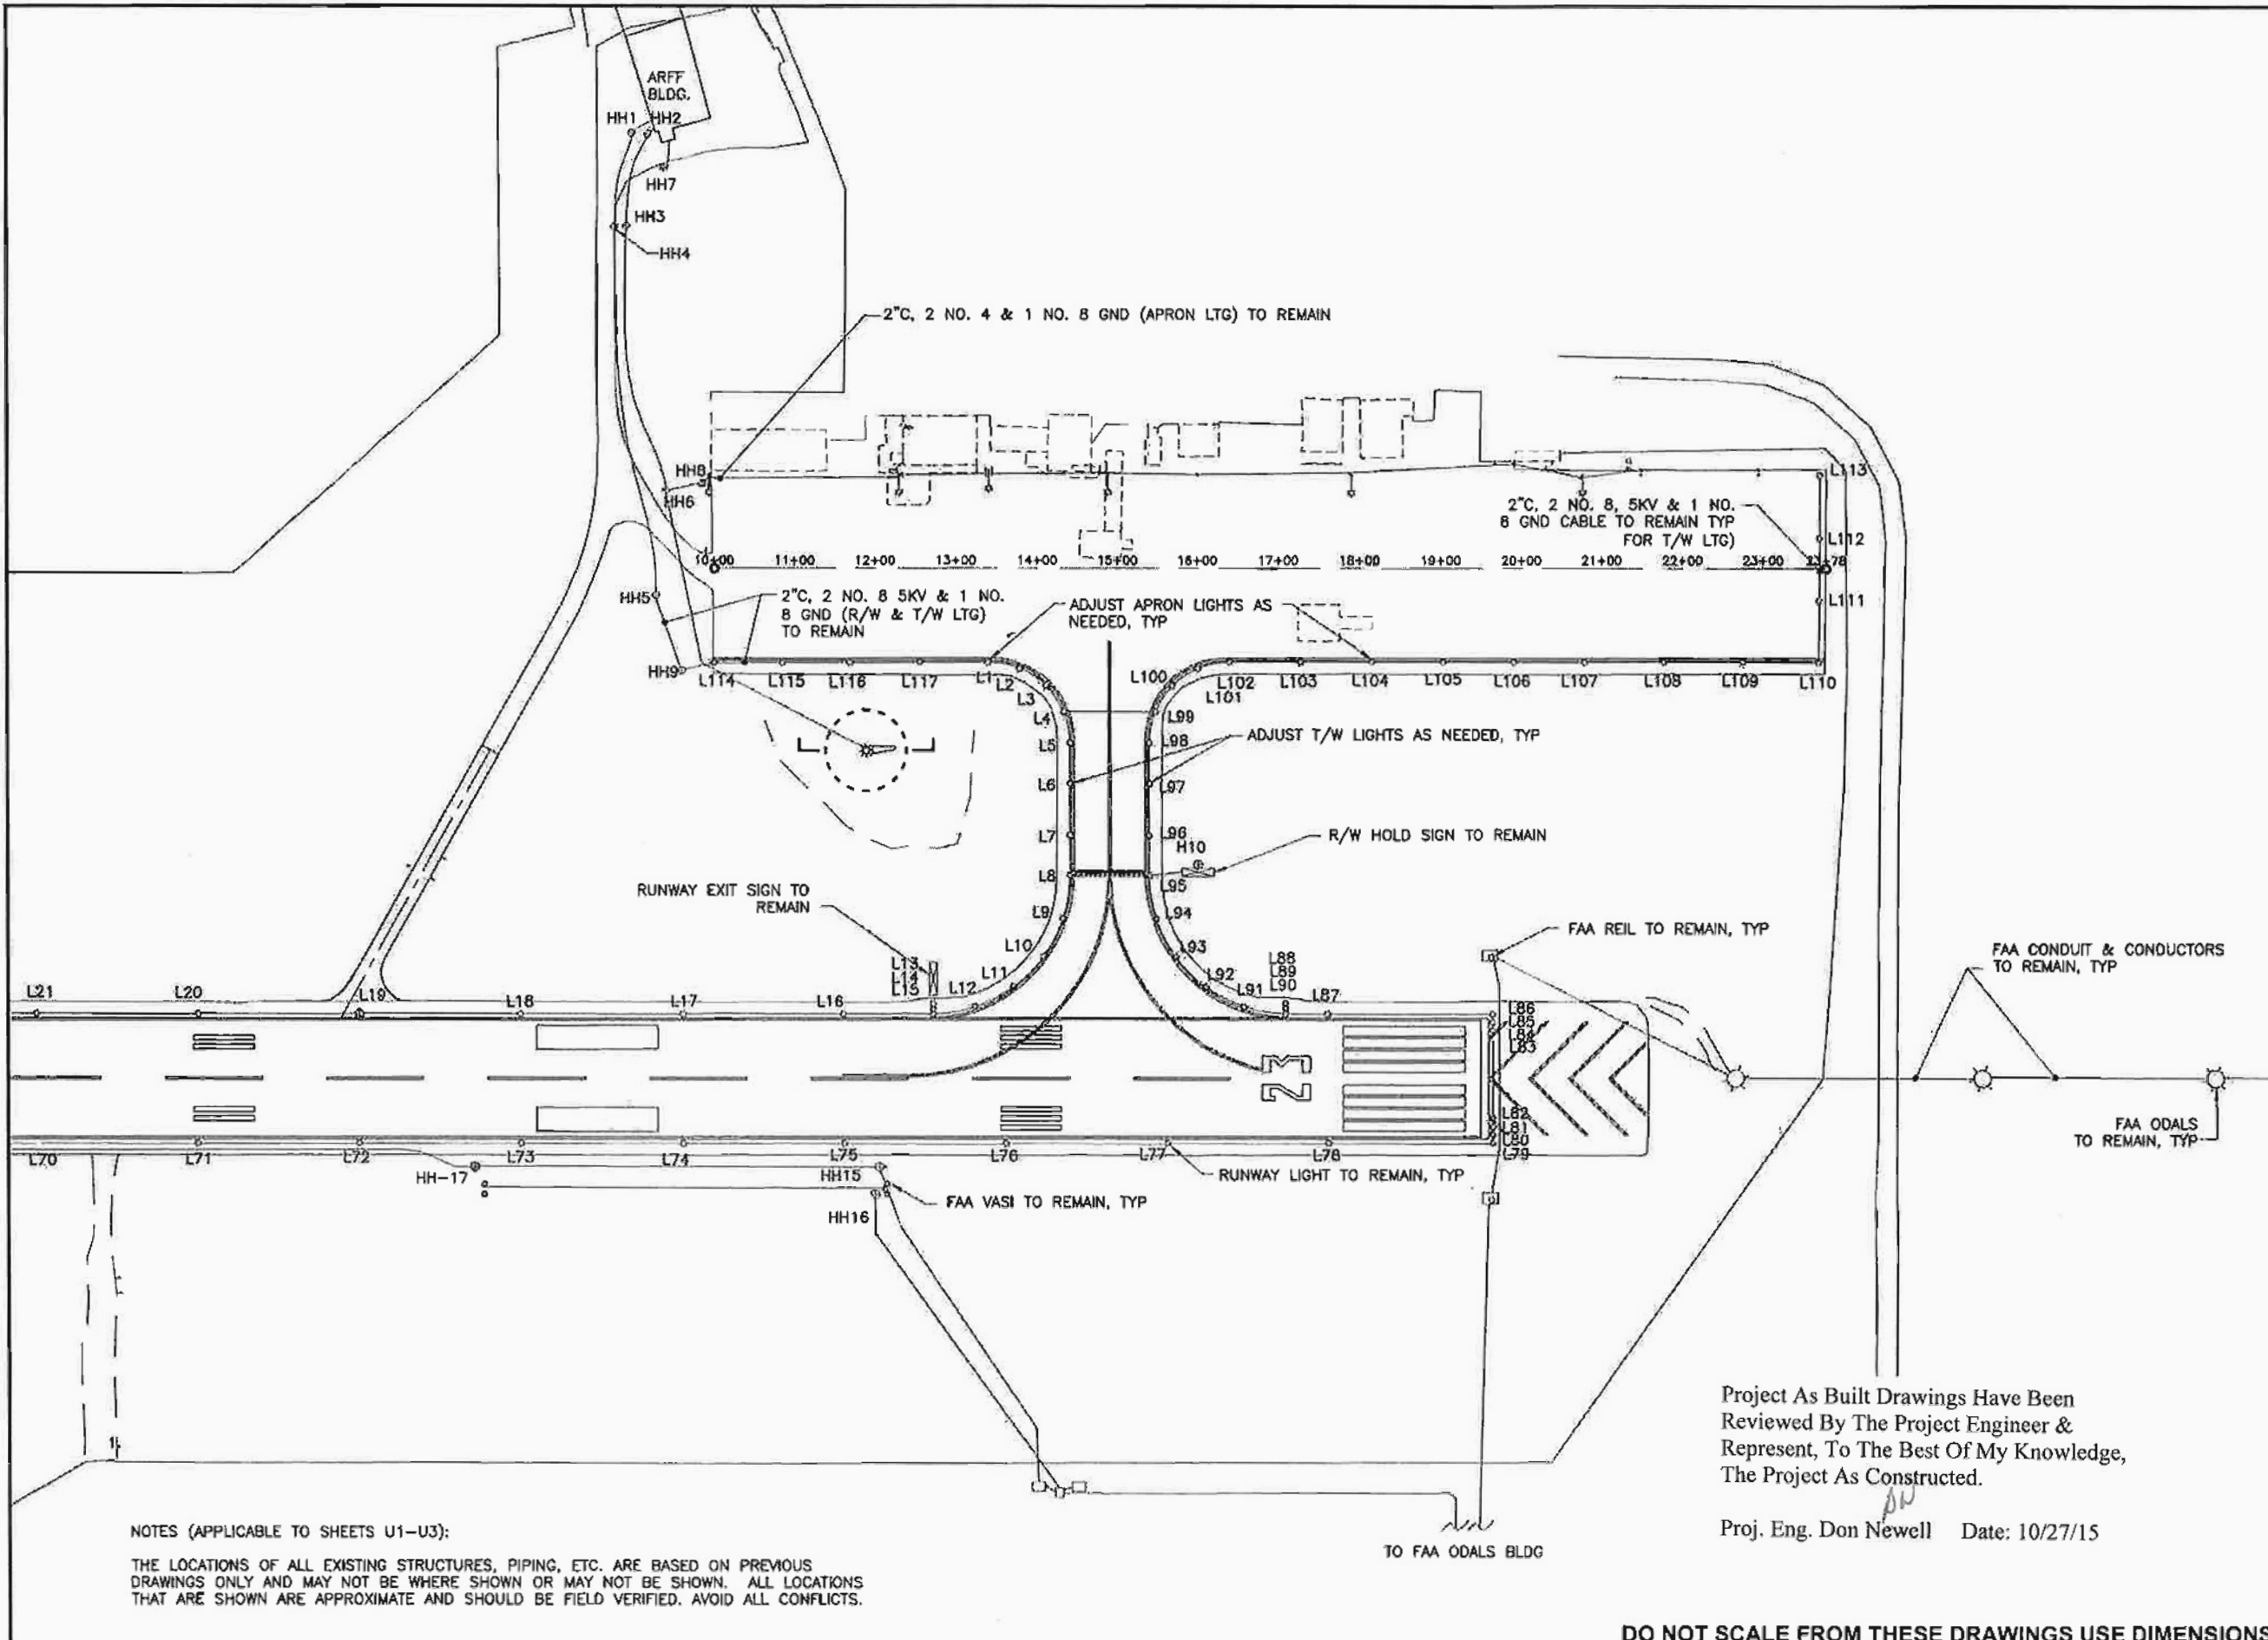 ARFF
BLDG.
HH1
HH2
HH7
HH3
HH4
2"C, 2 NO. 4 & 1 NO. 8 GND (APRON LTG) TO REMAIN
HH8
HH6
L113
2"C, 2 NO. 8, 5KV & 1 NO.
8 GND CABLE TO REMAIN TYP
FOR T/W LTG)
L112
10+00
11+00
12+00
13+00
14+00
15+00
16+00
17+00
18+00
19+00
20+00
21+00
22+00
23+00
23+78
HH5
2"C, 2 NO. 8 5KV & 1 NO.
8 GND (R/W & T/W LTG)
TO REMAIN
ADJUST APRON LIGHTS AS
NEEDED, TYP
L111
HH9
L114
L115
L116
L117
L1
L2
L3
L4
L5
L6
L7
L8
L9
L10
L11
L12
L100
L101
L102
L103
L104
L105
L106
L107
L108
L109
L110
L99
L98
ADJUST T/W LIGHTS AS NEEDED, TYP
L97
L96
H10
R/W HOLD SIGN TO REMAIN
L95
L94
L93
L92
L91
RUNWAY EXIT SIGN TO
REMAIN
L13
L14
L15
L88
L89
L90
FAA REIL TO REMAIN, TYP
FAA CONDUIT & CONDUCTORS
TO REMAIN, TYP
L21
L20
L19
L18
L17
L16
L87
L86
L85
L84
L83
23
L82
L81
L80
L79
FAA ODALS
TO REMAIN, TYP
L70
L71
L72
L73
L74
L75
L76
L77
L78
HH-17
HH15
RUNWAY LIGHT TO REMAIN, TYP
FAA VASI TO REMAIN, TYP
HH16
Project As Built Drawings Have Been
Reviewed By The Project Engineer &
Represent, To The Best Of My Knowledge,
The Project As Constructed.
DN
Proj. Eng. Don Newell Date: 10/27/15
TO FAA ODALS BLDG
NOTES (APPLICABLE TO SHEETS U1-U3):
THE LOCATIONS OF ALL EXISTING STRUCTURES, PIPING, ETC. ARE BASED ON PREVIOUS
DRAWINGS ONLY AND MAY NOT BE WHERE SHOWN OR MAY NOT BE SHOWN. ALL LOCATIONS
THAT ARE SHOWN ARE APPROXIMATE AND SHOULD BE FIELD VERIFIED. AVOID ALL CONFLICTS.
DO NOT SCALE FROM THESE DRAWINGS USE DIMENSIONS